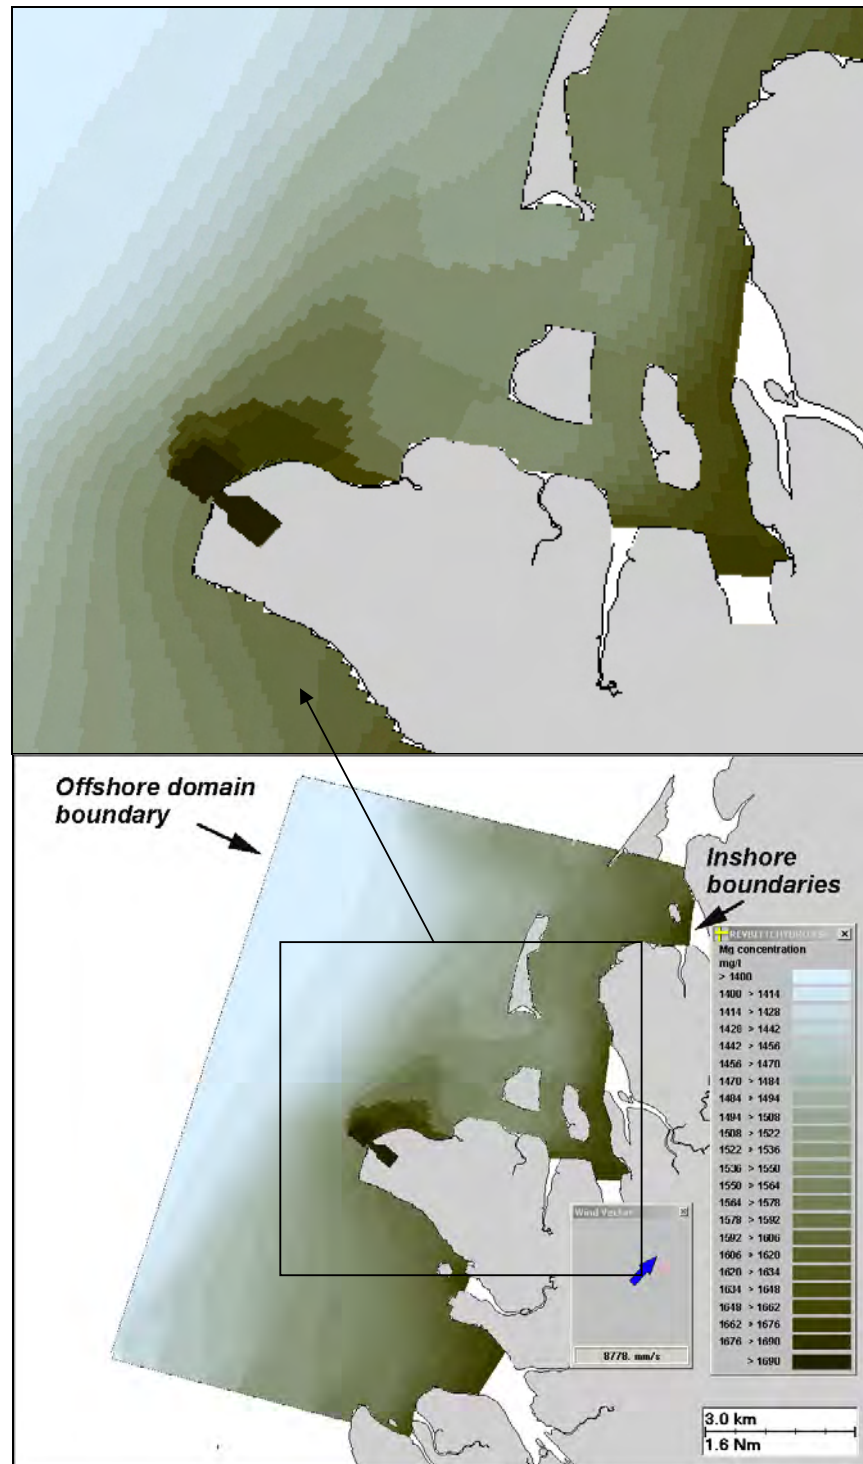 Offshore domain
boundary
Inshore
boundaries
Mg concentration
mg/l
> 1400
1400 > 1414
1414 > 1428
1428 > 1442
1442 > 1456
1456 > 1470
1470 > 1484
1484 > 1494
1494 > 1508
1508 > 1522
1522 > 1536
1536 > 1550
1550 > 1564
1564 > 1578
1578 > 1592
1592 > 1606
1606 > 1620
1620 > 1634
1634 > 1648
1648 > 1662
1662 > 1676
1676 > 1690
> 1690
Wind Vector
8778. mm/s
3.0 km
1.6 Nm